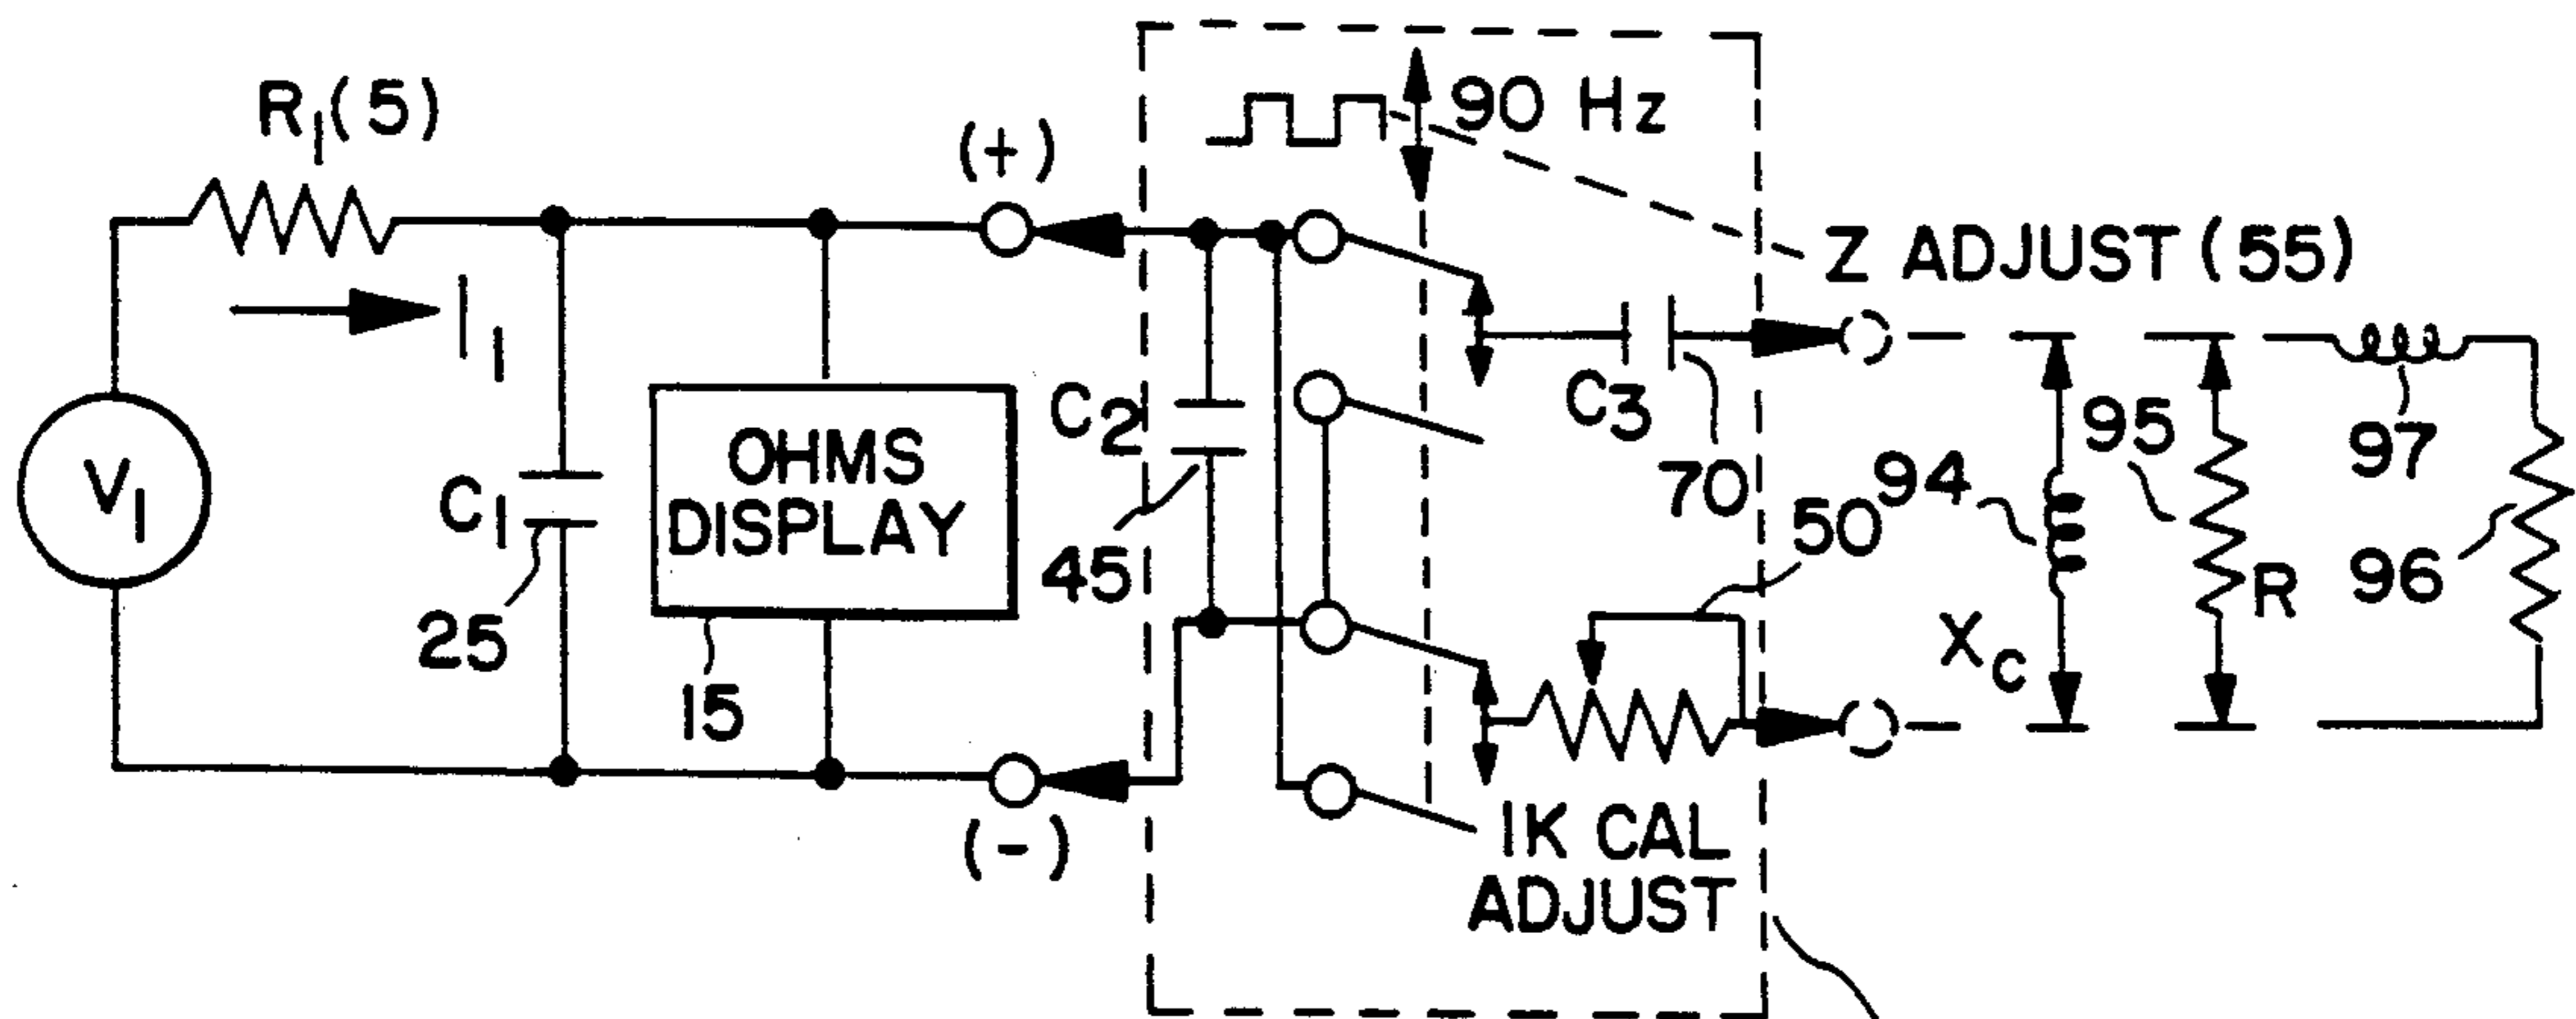 R1(5)
(+)
90 Hz
Z ADJUST (55)
I1
V1
C1
25
OHMS
DISPLAY
15
C2
45
C3
70
50
94
95
97
96
XC
R
1K CAL
ADJUST
(-)